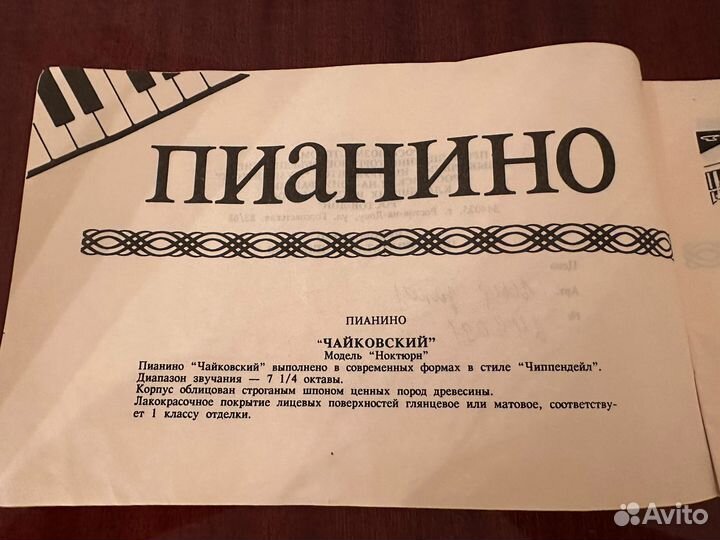 пианино
ПИАНИНО
"ЧАЙКОВСКИЙ"
Модель "Ноктюрн"
Пианино "Чайковский" выполнено в современных формах в стиле "Чиппендейл".
Диапазон звучания — 7 1/4 октавы.
Корпус облицован строганым шпоном ценных пород древесины.
Лакокрасочное покрытие лицевых поверхностей глянцевое или матовое, соответству-
ет 1 классу отделки.
Avito